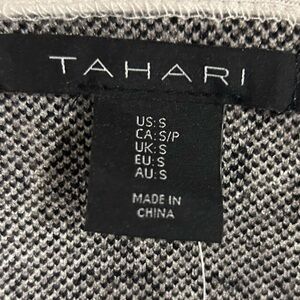 TAHARI
US:S
CA:S/P
UK:S
EU:S
AU:S
MADE IN
CHINA